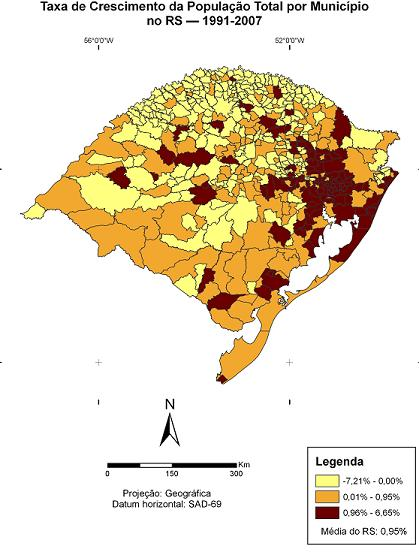 Taxa de Crescimento da População Total por Município
no RS — 1991-2007
56°0'0"W
52°0'0"W
N
0
150
300
Km
Projeção: Geográfica
Datum horizontal: SAD-69
Legenda
-7,21% - 0,00%
0,01% - 0,95%
0,96% - 6,65%
Média do RS: 0,95%